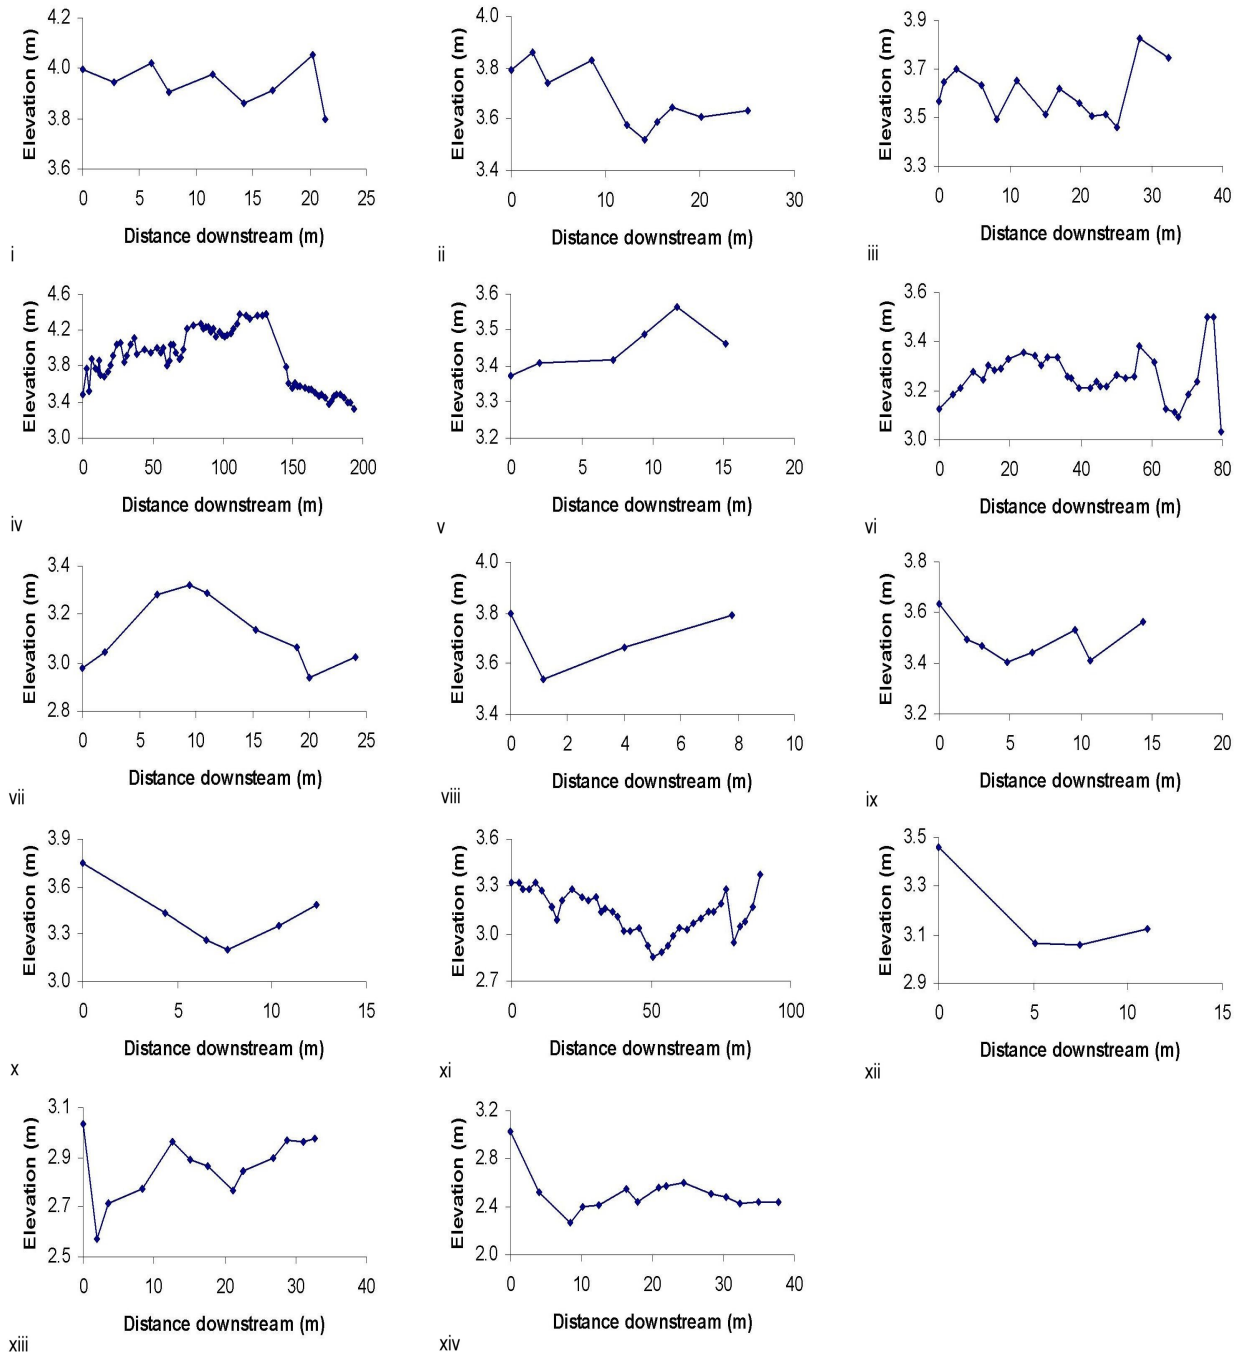 4.2
4.0
3.8
3.6
Elevation (m)
0 5 10 15 20 25
Distance downstream (m)
i
4.0
3.8
3.6
3.4
Elevation (m)
0 10 20 30
Distance downstream (m)
ii
3.9
3.7
3.5
3.3
Elevation (m)
0 10 20 30 40
Distance downstream (m)
iii
4.6
4.2
3.8
3.4
3.0
Elevation (m)
0 50 100 150 200
Distance downstream (m)
iv
3.6
3.5
3.4
3.3
3.2
Elevation (m)
0 5 10 15 20
Distance downstream (m)
v
3.6
3.4
3.2
3.0
Elevation (m)
0 20 40 60 80
Distance downstream (m)
vi
3.4
3.2
3.0
2.8
Elevation (m)
0 5 10 15 20 25
Distance downsteam (m)
vii
4.0
3.8
3.6
3.4
Elevation (m)
0 2 4 6 8 10
Distance downstream (m)
viii
3.8
3.6
3.4
3.2
Elevation (m)
0 5 10 15 20
Distance downstream (m)
ix
3.9
3.6
3.3
3.0
Elevation (m)
0 5 10 15
Distance downstream (m)
x
3.6
3.3
3.0
2.7
Elevation (m)
0 50 100
Distance downstream (m)
xi
3.5
3.3
3.1
2.9
Elevation (m)
0 5 10 15
Distance downstream (m)
xii
3.1
2.9
2.7
2.5
Elevation (m)
0 10 20 30 40
Distance downstream (m)
xiii
3.2
2.8
2.4
2.0
Elevation (m)
0 10 20 30 40
Distance downstream (m)
xiv